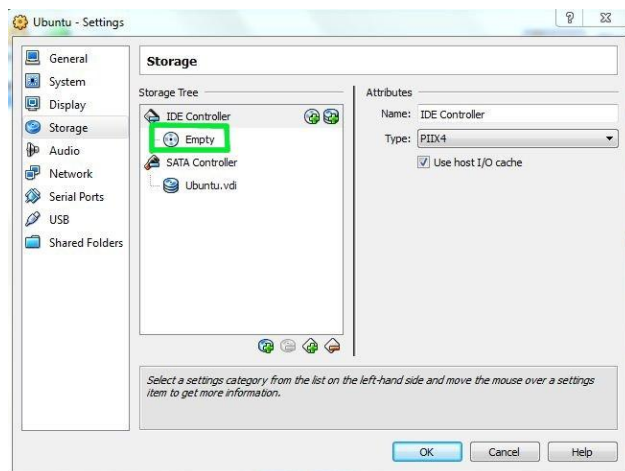 Ubuntu - Settings
General
System
Display
Storage
Audio
Network
Serial Ports
USB
Shared Folders
Storage
Storage Tree
IDE Controller
Empty
SATA Controller
Ubuntu.vdi
Attributes
Name: IDE Controller
Type: PIIX4
Use host I/O cache
Select a settings category from the list on the left-hand side and move the mouse over a settings
item to get more information.
OK
Cancel
Help